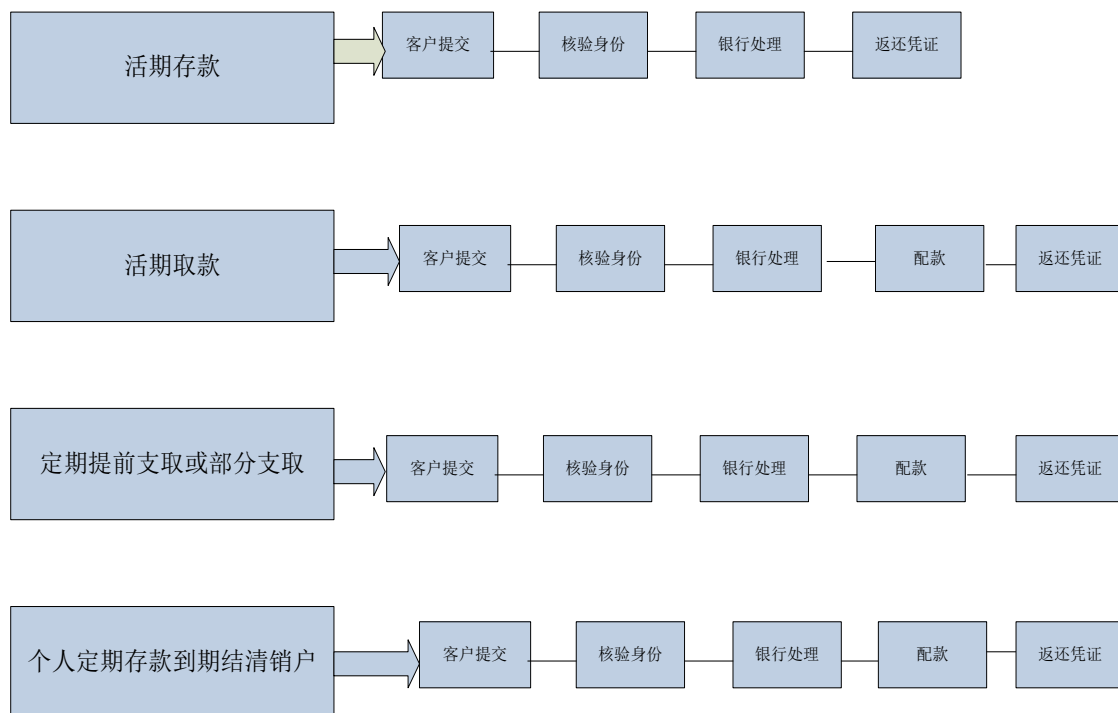 活期存款
客户提交
核验身份
银行处理
返还凭证
活期取款
客户提交
核验身份
银行处理
配款
返还凭证
定期提前支取或部分支取
客户提交
核验身份
银行处理
配款
返还凭证
个人定期存款到期结清销户
客户提交
核验身份
银行处理
配款
返还凭证